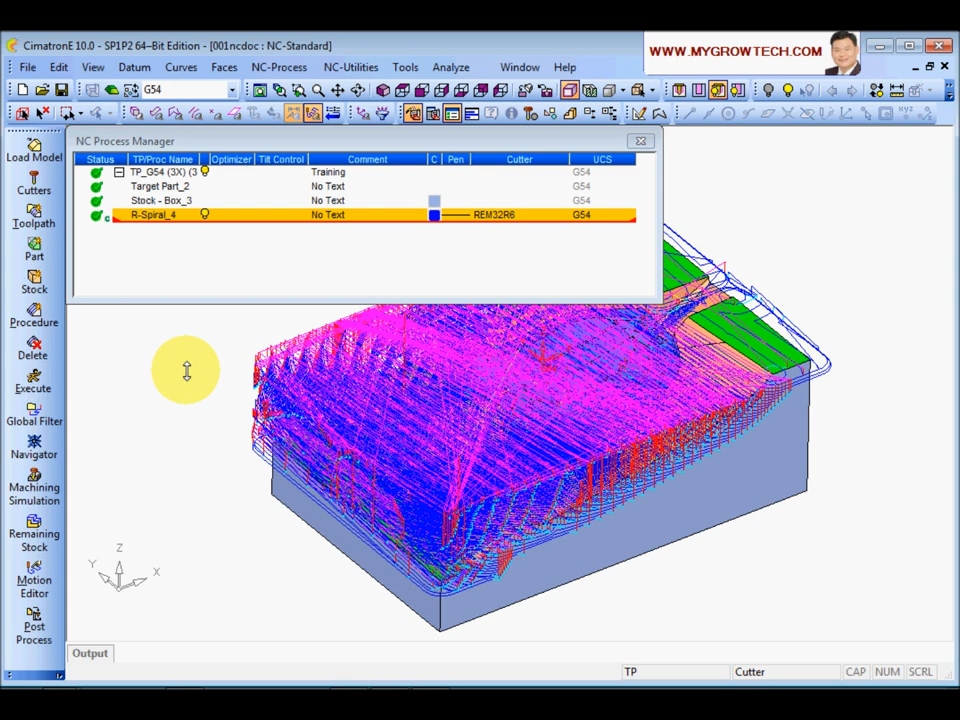 CimatronE 10.0 - SP1P2 64–Bit Edition - [001ncdoc : NC-Standard]
WWW.MYGROWTECH.COM
File Edit View Datum Curves Faces NC-Process NC-Utilities Tools Analyze Window Help
G54
NC Process Manager
Status TP/Proc Name Optimizer Tilt Control Comment C Pen Cutter UCS
TP_G54 (3X) (3 Training G54
Target Part_2 No Text G54
Stock - Box_3 No Text G54
c R-Spiral_4 No Text REM32R6 G54
Load Model
Cutters
Toolpath
Part
Stock
Procedure
Delete
Execute
Global Filter
Navigator
Machining
Simulation
Remaining
Stock
Motion
Editor
Post
Process
Z
Y
X
Output
TP Cutter CAP NUM SCRL